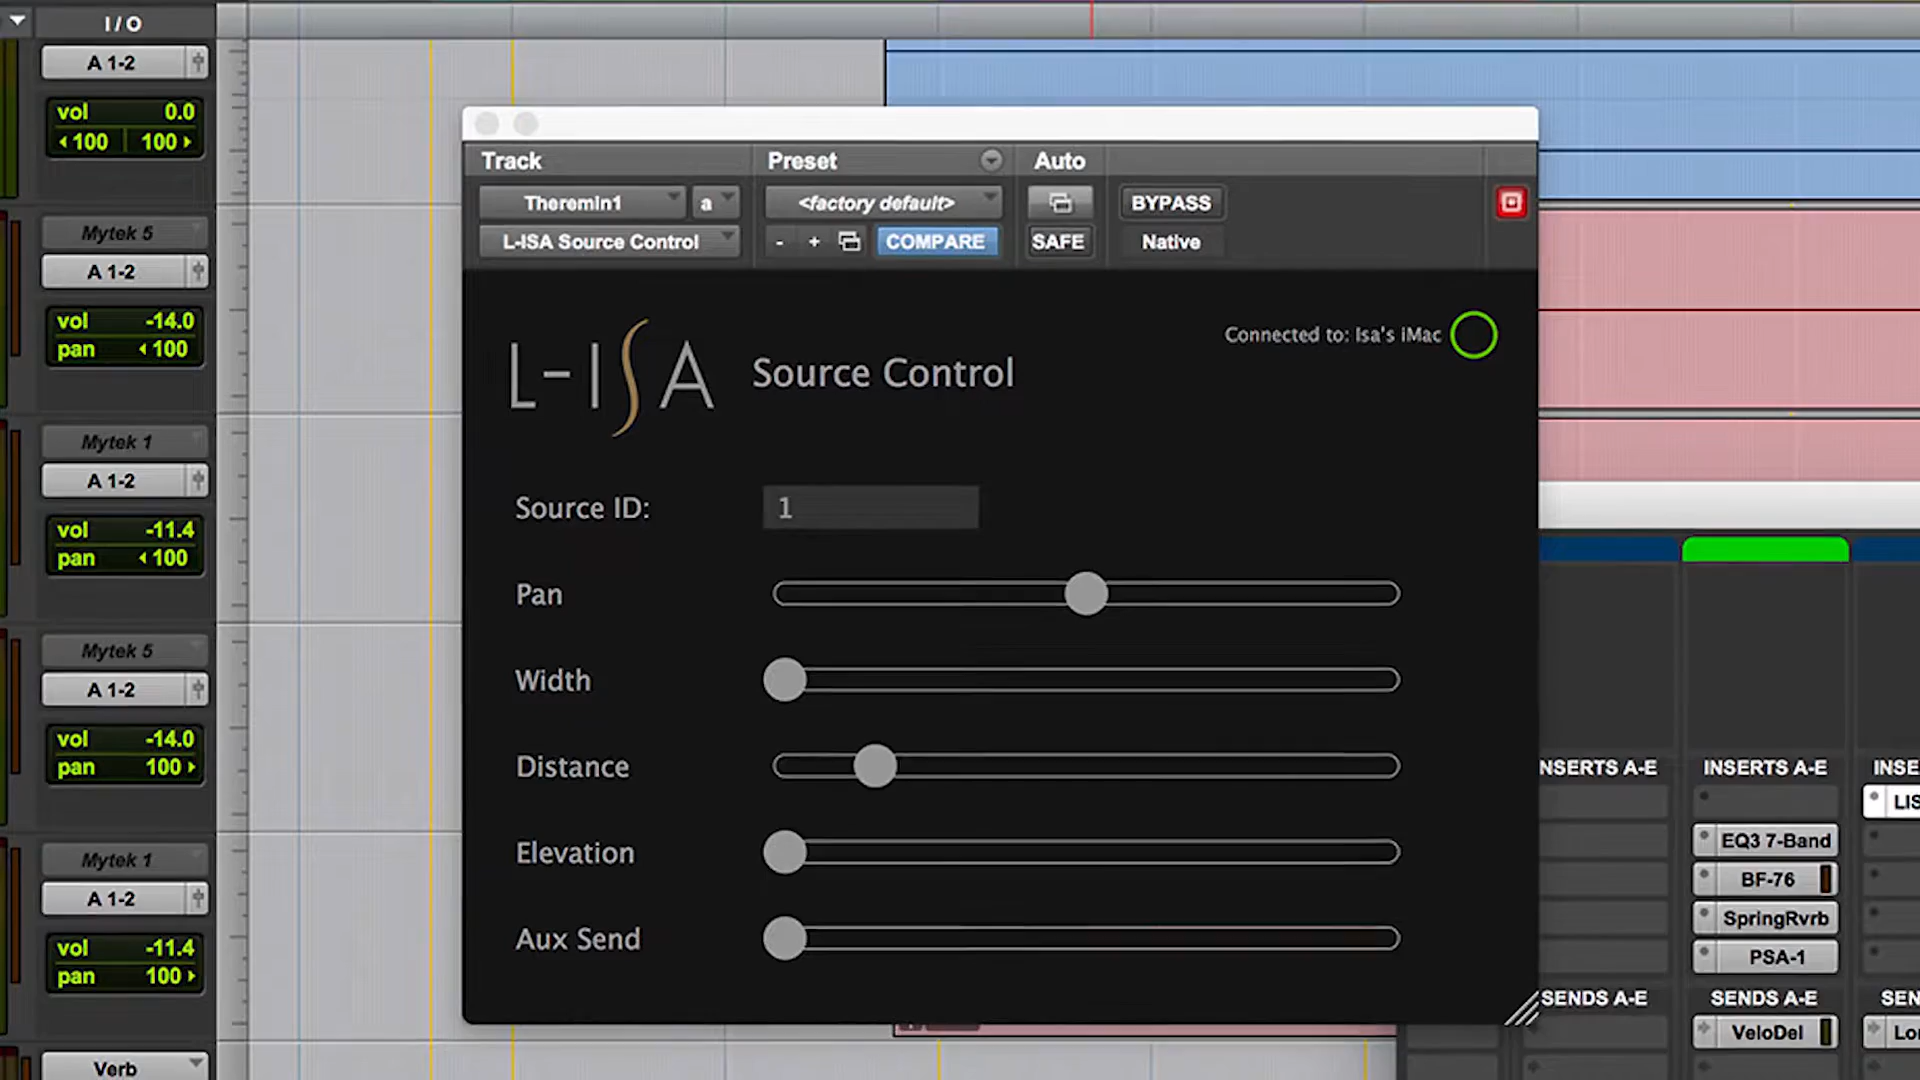 I/O
A 1-2
vol 0.0
100 100
Mytek 5
A 1-2
vol -14.0
pan 100
Mytek 1
A 1-2
vol -11.4
pan 100
Mytek 5
A 1-2
vol -14.0
pan 100
Mytek 1
A 1-2
vol -11.4
pan 100
Verb
Track Preset Auto
Theremin1 a <factory default> BYPASS
L-ISA Source Control - + COMPARE SAFE Native
L-ISA Source Control
Connected to: Isa's iMac
Source ID: 1
Pan
Width
Distance
Elevation
Aux Send
NSERTS A-E INSERTS A-E INSE
LIS
EQ3 7-Band
BF-76
SpringRvrb
PSA-1
SENDS A-E SENDS A-E SEN
VeloDel Lo